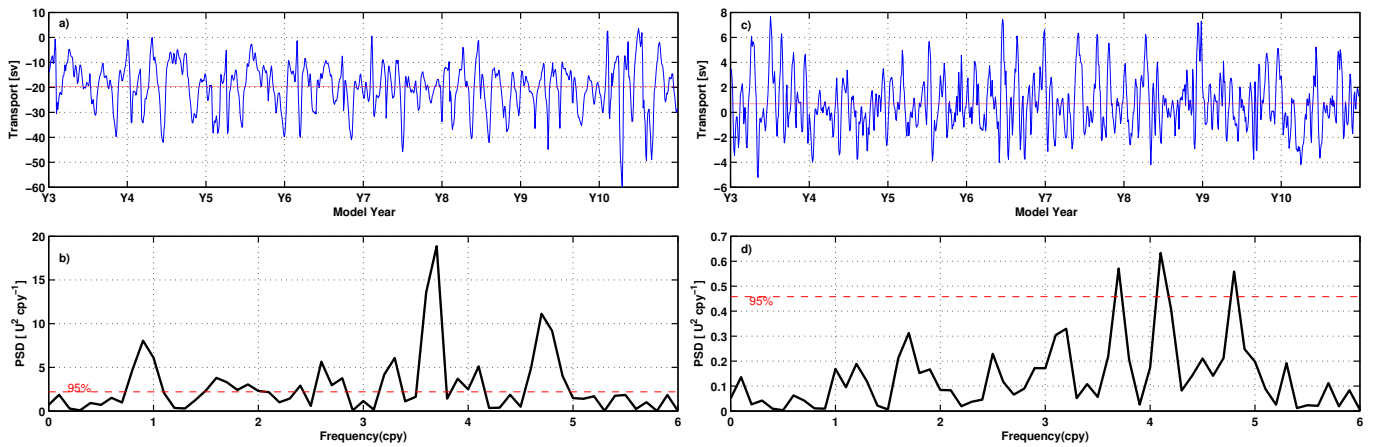 a)
10
0
−10
−20
−30
−40
−50
−60
Transport [sv]
Y3 Y4 Y5 Y6 Y7 Y8 Y9 Y10
Model Year
c)
8
6
4
2
0
−2
−4
−6
Transport [sv]
Y3 Y4 Y5 Y6 Y7 Y8 Y9 Y10
Model Year
b)
20
15
10
5
0
95%
PSD [ U² cpy⁻¹]
0 1 2 3 4 5 6
Frequency(cpy)
d)
0.7
0.6
0.5
0.4
0.3
0.2
0.1
0
95%
PSD [ U² cpy⁻¹]
0 1 2 3 4 5 6
Frequency(cpy)